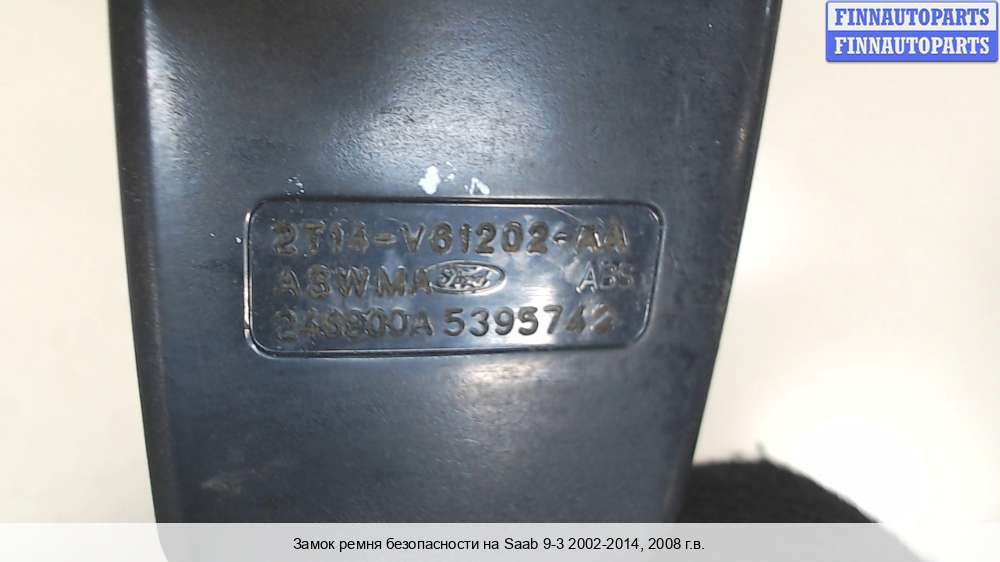 FINNAUTOPARTS
FINNAUTOPARTS
2T14-V61202-AA
ASWMA Ford ABS
5395742
Замок ремня безопасности на Saab 9-3 2002-2014, 2008 г.в.